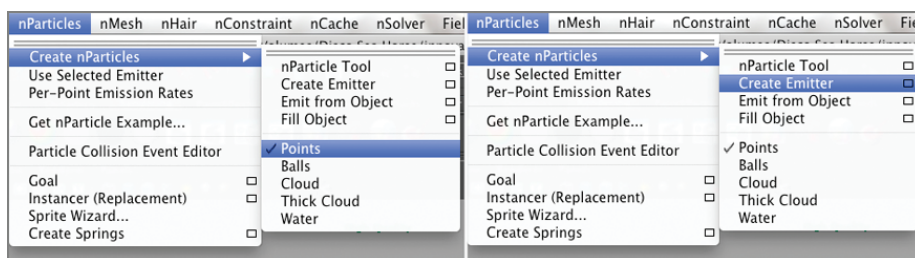 nParticles nMesh nHair nConstraint nCache nSolver Fiel
Create nParticles
Use Selected Emitter
Per-Point Emission Rates
Get nParticle Example...
Particle Collision Event Editor
Goal
Instancer (Replacement)
Sprite Wizard...
Create Springs
nParticle Tool
Create Emitter
Emit from Object
Fill Object
✓ Points
Balls
Cloud
Thick Cloud
Water
nParticles nMesh nHair nConstraint nCache nSolver Fie
Create nParticles
Use Selected Emitter
Per-Point Emission Rates
Get nParticle Example...
Particle Collision Event Editor
Goal
Instancer (Replacement)
Sprite Wizard...
Create Springs
nParticle Tool
Create Emitter
Emit from Object
Fill Object
✓ Points
Balls
Cloud
Thick Cloud
Water